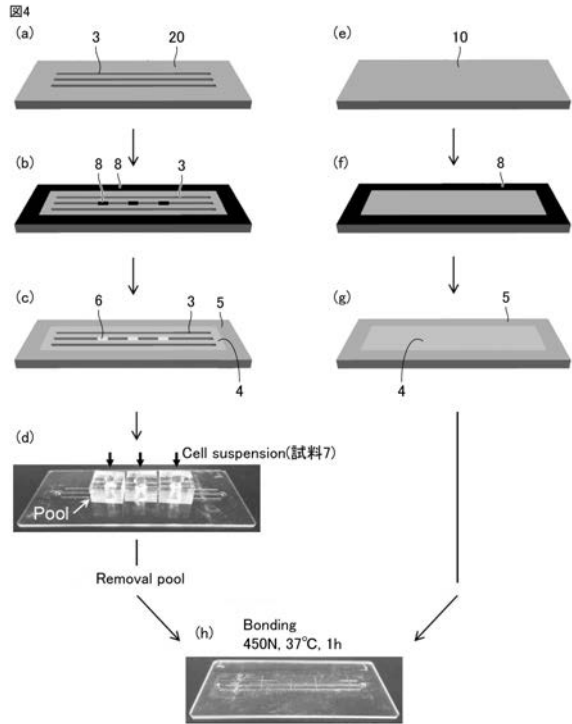 図4
(a)
3
20
(e)
10
(b)
8
8
3
(f)
8
(c)
6
3
5
4
(g)
5
4
(d)
Cell suspension(試料7)
Pool
Removal pool
(h)
Bonding
450N, 37℃, 1h